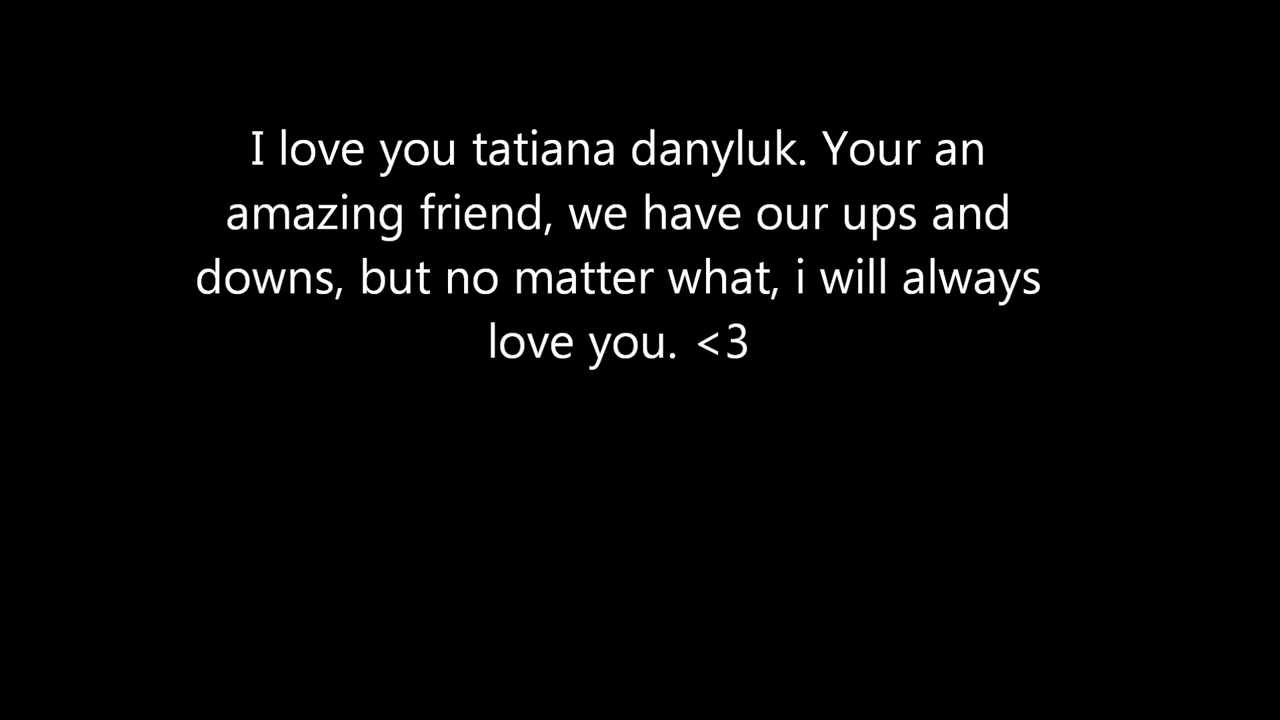 I love you tatiana danyluk. Your an
amazing friend, we have our ups and
downs, but no matter what, i will always
love you. <3